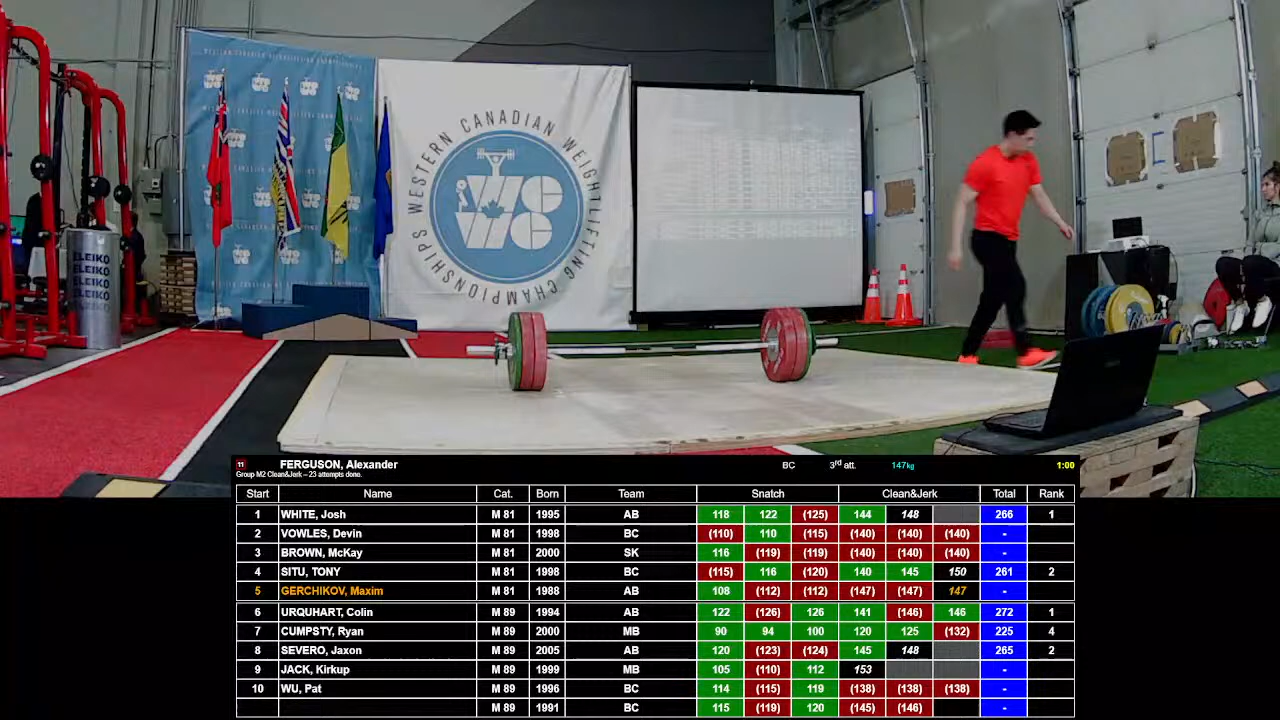 WESTERN CANADIAN WEIGHTLIFTING CHAMPIONSHIPS
WC
WC
ELEIKO
ELEIKO
ELEIKO
ELEIKO
11 FERGUSON, Alexander BC 3rd att. 147kg 1:00
Group M2 Clean&Jerk – 23 attempts done.
Start Name Cat. Born Team Snatch Clean&Jerk Total Rank
1 WHITE, Josh M 81 1995 AB 118 122 (125) 144 148 266 1
2 VOWLES, Devin M 81 1998 BC (110) 110 (115) (140) (140) (140) -
3 BROWN, McKay M 81 2000 SK 116 (119) (119) (140) (140) (140) -
4 SITU, TONY M 81 1998 BC (115) 116 (120) 140 145 150 261 2
5 GERCHIKOV, Maxim M 81 1988 AB 108 (112) (112) (147) (147) 147 -
6 URQUHART, Colin M 89 1994 AB 122 (126) 126 141 (146) 146 272 1
7 CUMPSTY, Ryan M 89 2000 MB 90 94 100 120 125 (132) 225 4
8 SEVERO, Jaxon M 89 2005 AB 120 (123) (124) 145 148 265 2
9 JACK, Kirkup M 89 1999 MB 105 (110) 112 153 -
10 WU, Pat M 89 1996 BC 114 (115) 119 (138) (138) (138) -
M 89 1991 BC 115 (119) 120 (145) (146) -